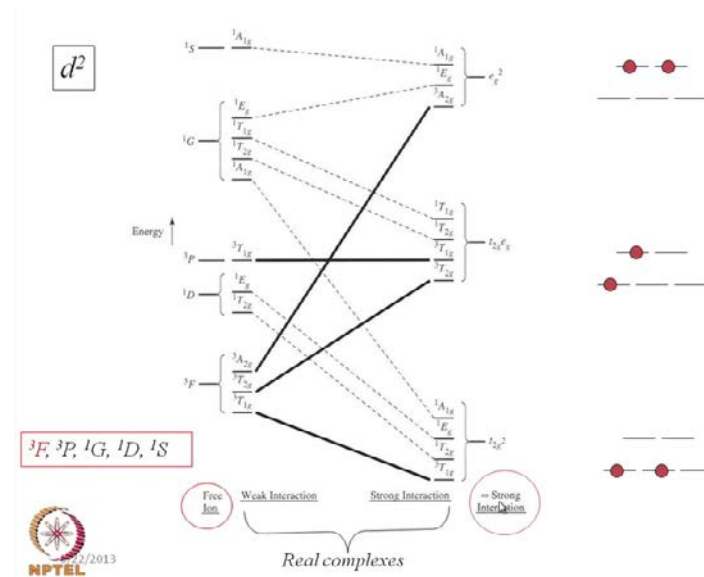 d²
¹S
¹A₁g
¹A₁g
¹Eg
³A₂g
eg²
¹G
¹Eg
¹T₁g
¹T₂g
¹A₁g
Energy
¹T₁g
¹T₂g
³T₁g
³T₂g
t₂geg
³P
³T₁g
¹D
¹Eg
¹T₂g
³F
³A₂g
³T₂g
³T₁g
¹A₁g
¹Eg
¹T₂g
³T₁g
t₂g²
³F, ³P, ¹G, ¹D, ¹S
Free
Ion
Weak Interaction
Strong Interaction
∞ Strong
Interaction
Real complexes
22/2013
NPTEL